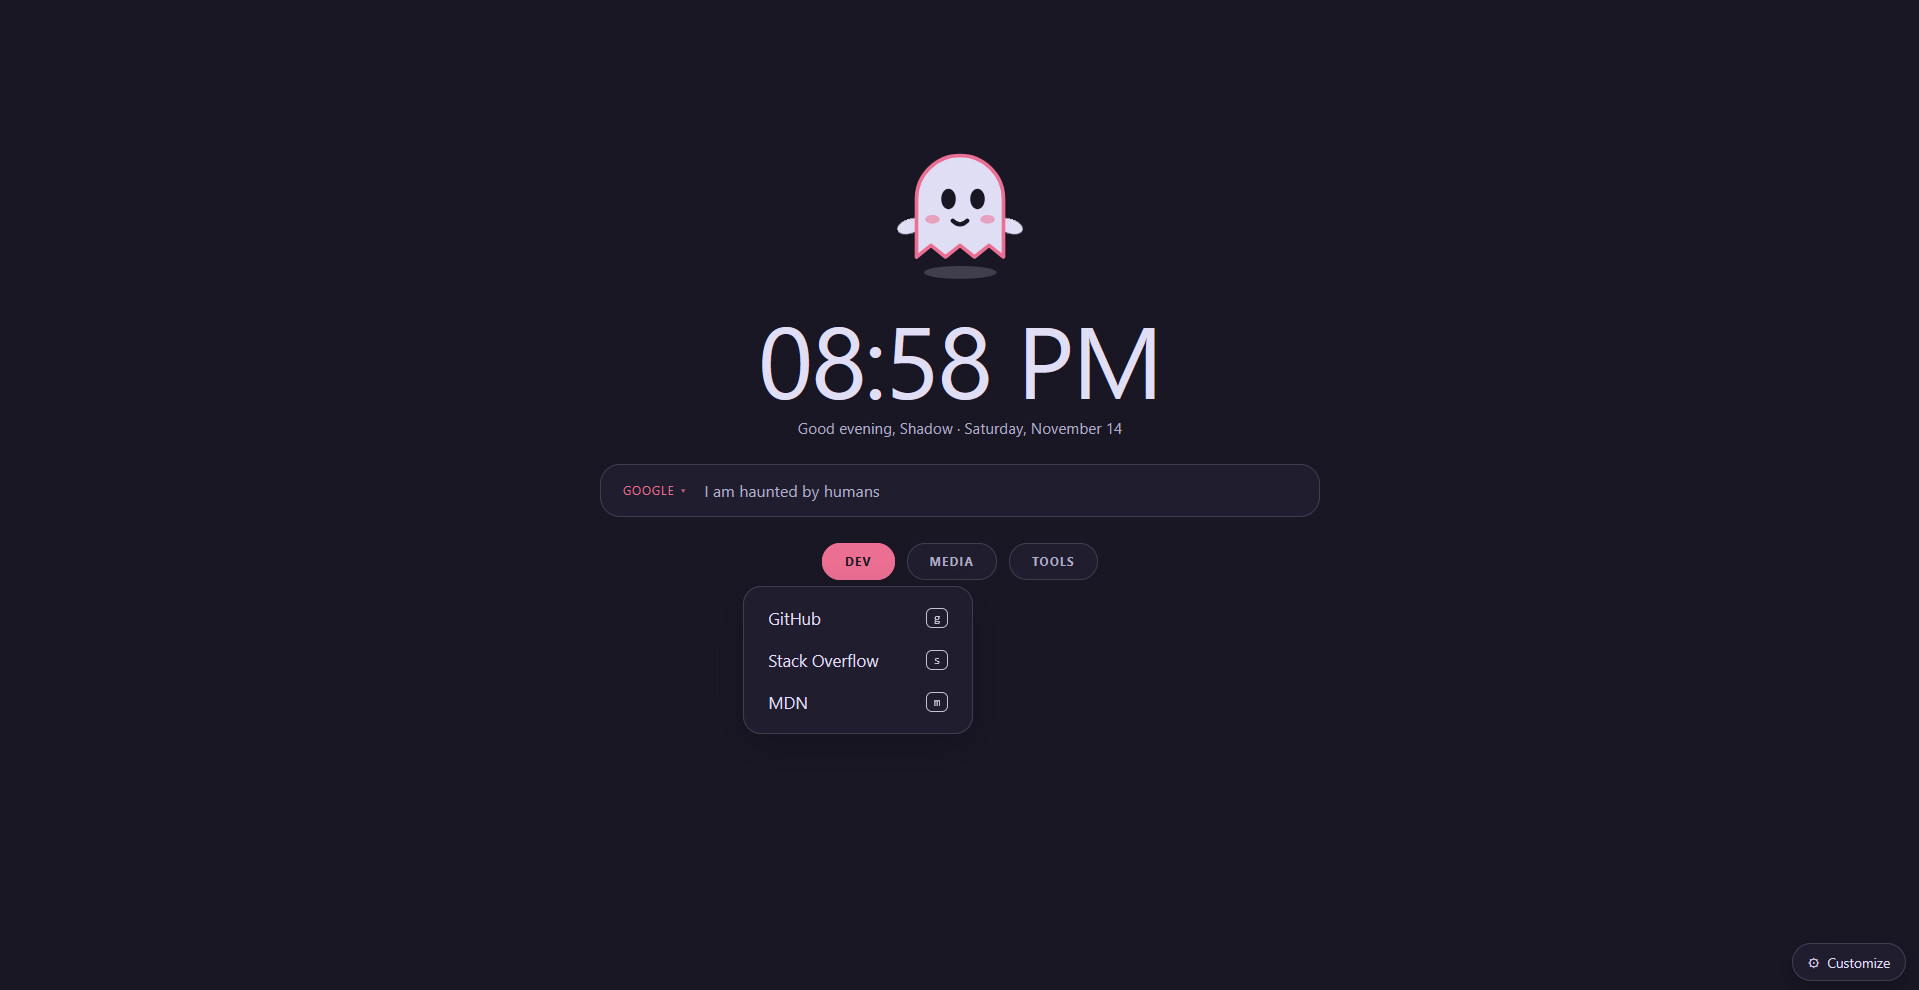 08:58 PM
Good evening, Shadow · Saturday, November 14
GOOGLE ▾ I am haunted by humans
DEV MEDIA TOOLS
GitHub g
Stack Overflow s
MDN m
⚙ Customize